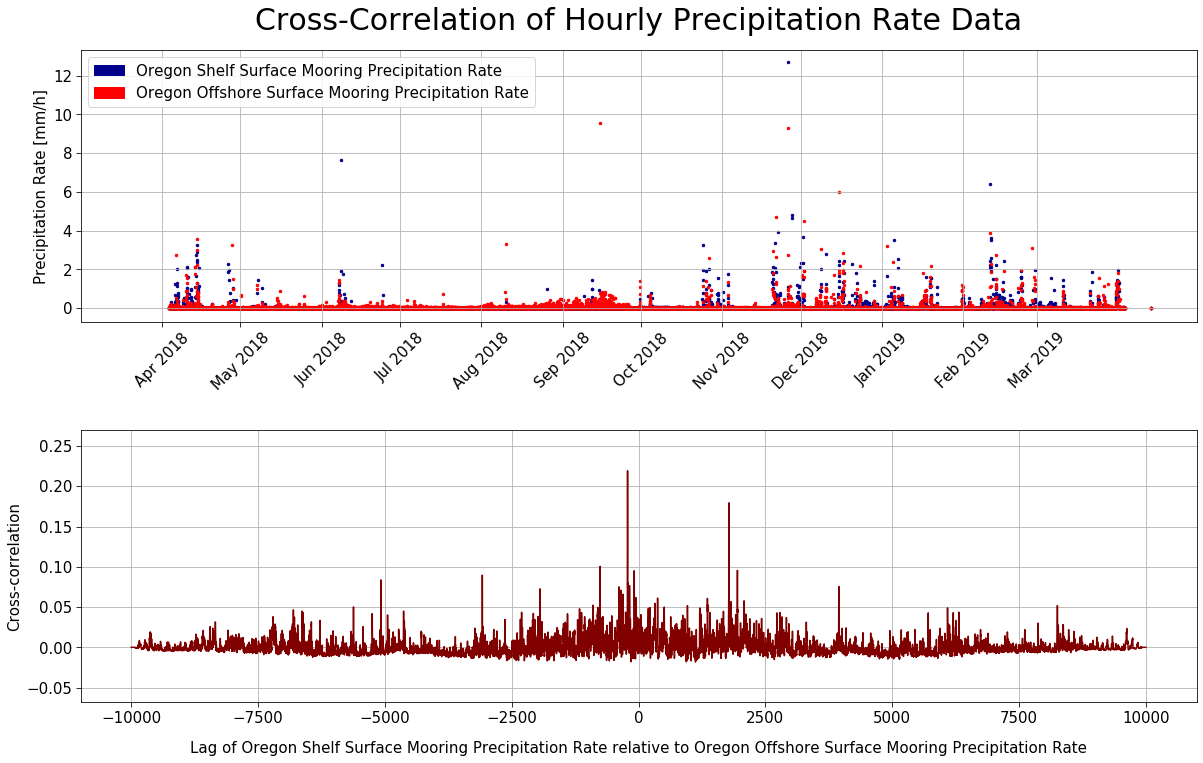 Cross-Correlation of Hourly Precipitation Rate Data
Oregon Shelf Surface Mooring Precipitation Rate
Oregon Offshore Surface Mooring Precipitation Rate
Precipitation Rate [mm/h]
12
10
8
6
4
2
0
Apr 2018
May 2018
Jun 2018
Jul 2018
Aug 2018
Sep 2018
Oct 2018
Nov 2018
Dec 2018
Jan 2019
Feb 2019
Mar 2019
Cross-correlation
0.25
0.20
0.15
0.10
0.05
0.00
−0.05
−10000
−7500
−5000
−2500
0
2500
5000
7500
10000
Lag of Oregon Shelf Surface Mooring Precipitation Rate relative to Oregon Offshore Surface Mooring Precipitation Rate